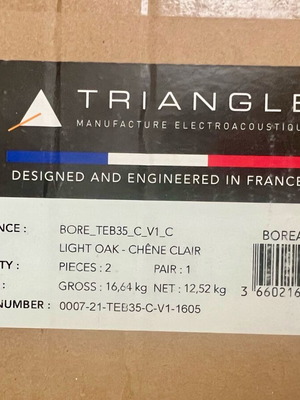 TRIANGLE
MANUFACTURE ELECTROACOUSTIQU
DESIGNED AND ENGINEERED IN FRANCE
NCE : BORE_TEB35_C_V1_C BOREA
LIGHT OAK - CHÊNE CLAIR
TY : PIECES : 2 PAIR : 1
: GROSS : 16,64 kg NET : 12,52 kg 3 660216
NUMBER : 0007-21-TEB35-C-V1-1605